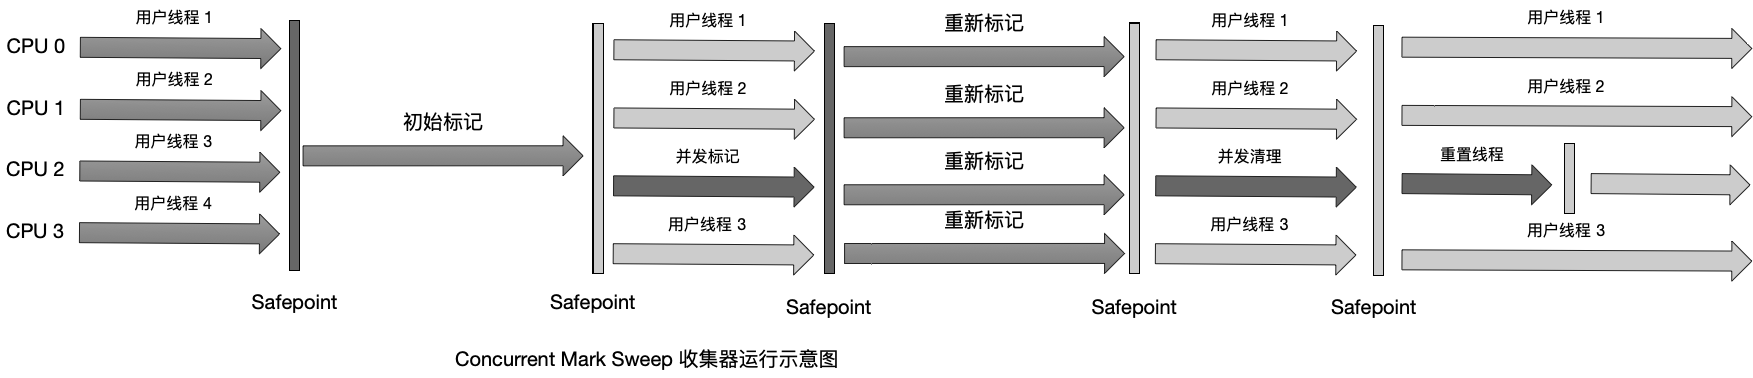 CPU 0
用户线程 1
CPU 1
用户线程 2
CPU 2
用户线程 3
CPU 3
用户线程 4
Safepoint
初始标记
Safepoint
用户线程 1
用户线程 2
并发标记
用户线程 3
Safepoint
重新标记
重新标记
重新标记
重新标记
Safepoint
用户线程 1
用户线程 2
并发清理
用户线程 3
Safepoint
用户线程 1
用户线程 2
重置线程
用户线程 3
Concurrent Mark Sweep 收集器运行示意图